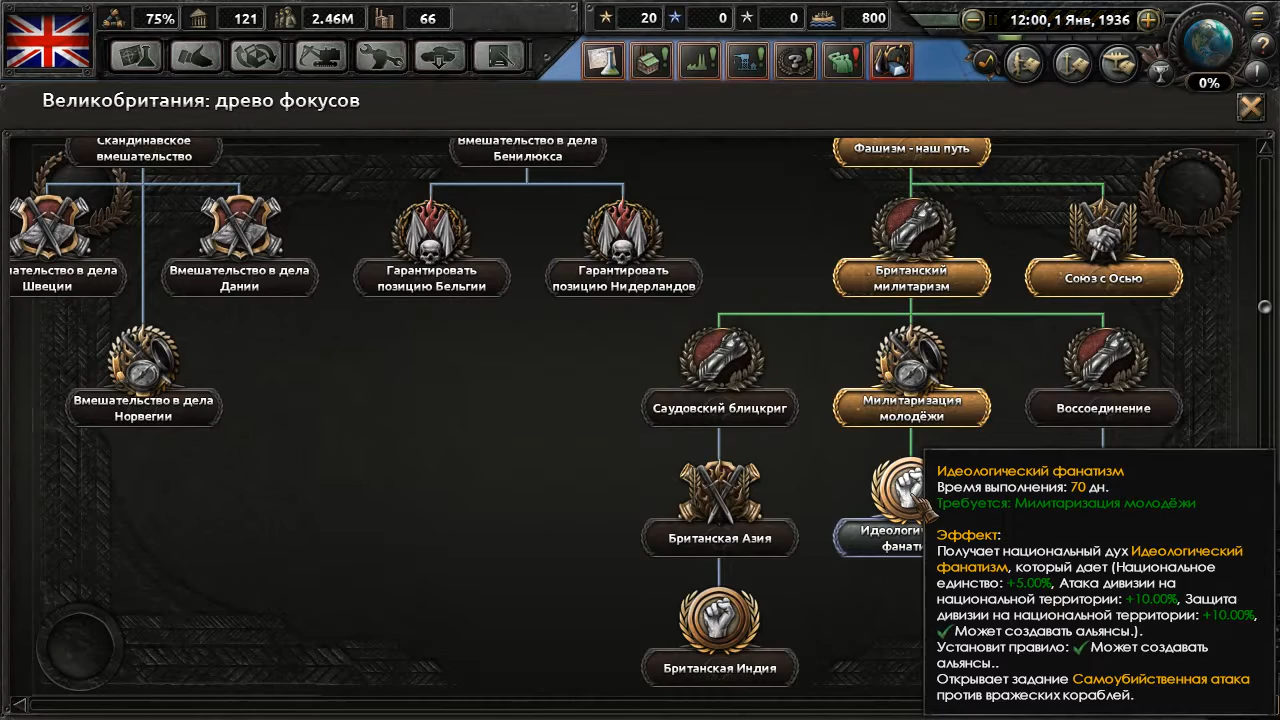 75%
121
2.46M
66
20
0
0
800
12:00, 1 Янв, 1936
0%
Великобритания: древо фокусов
Скандинавское
вмешательство
Вмешательство в дела
Бенилюкса
Фашизм - наш путь
ательство в дела
Швеции
Вмешательство в дела
Дании
Гарантировать
позицию Бельгии
Гарантировать
позицию Нидерландов
Британский
милитаризм
Союз с Осью
Вмешательство в дела
Норвегии
Саудовский блицкриг
Милитаризация
молодёжи
Воссоединение
Британская Азия
Идеологи
фанати
Британская Индия
Идеологический фанатизм
Время выполнения: 70 дн.
Требуется: Милитаризация молодёжи
Эффект:
Получает национальный дух Идеологический
фанатизм, который дает (Национальное
единство: +5.00%, Атака дивизии на
национальной территории: +10.00%, Защита
дивизии на национальной территории: +10.00%,
Может создавать альянсы.).
Установит правило: Может создавать
альянсы..
Открывает задание Самоубийственная атака
против вражеских кораблей.